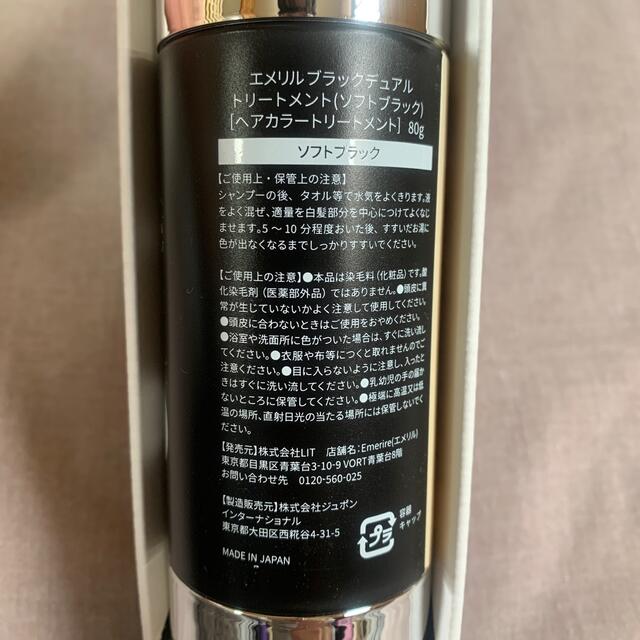 エメリルブラックデュアル
トリートメント(ソフトブラック)
[ヘアカラートリートメント] 80g
ソフトブラック
【ご使用上・保管上の注意】
シャンプーの後、タオル等で水気をよくきります。液
をよく混ぜ、適量を白髪部分を中心につけてよくなじ
ませます。5～10分程度おいた後、すすいだお湯に
色が出なくなるまでしっかりすすいでください。
【ご使用上の注意】●本品は染毛料(化粧品)です。酸
化染毛剤(医薬部外品)ではありません。●頭皮に異
常が生じていないかよく注意して使用してください。
●頭皮に合わないときはご使用をおやめください。
●浴室や洗面所に色がついた場合は、すぐに洗い流し
てください。●衣服や布等につくと取れませんのでご
注意ください。●目に入らないように注意し、入ったと
きはすぐに洗い流してください。●乳幼児の手の届か
ないところに保管してください。●極端に高温又は低
温の場所、直射日光の当たる場所には保管しないでく
ださい。
【発売元】株式会社LIT 店舗名:Emerire(エメリル)
東京都目黒区青葉台3-10-9 VORT青葉台8階
お問い合わせ先 0120-560-025
【製造販売元】株式会社ジュポン
インターナショナル
東京都大田区西糀谷4-31-5
プラ
容器
キャップ
MADE IN JAPAN